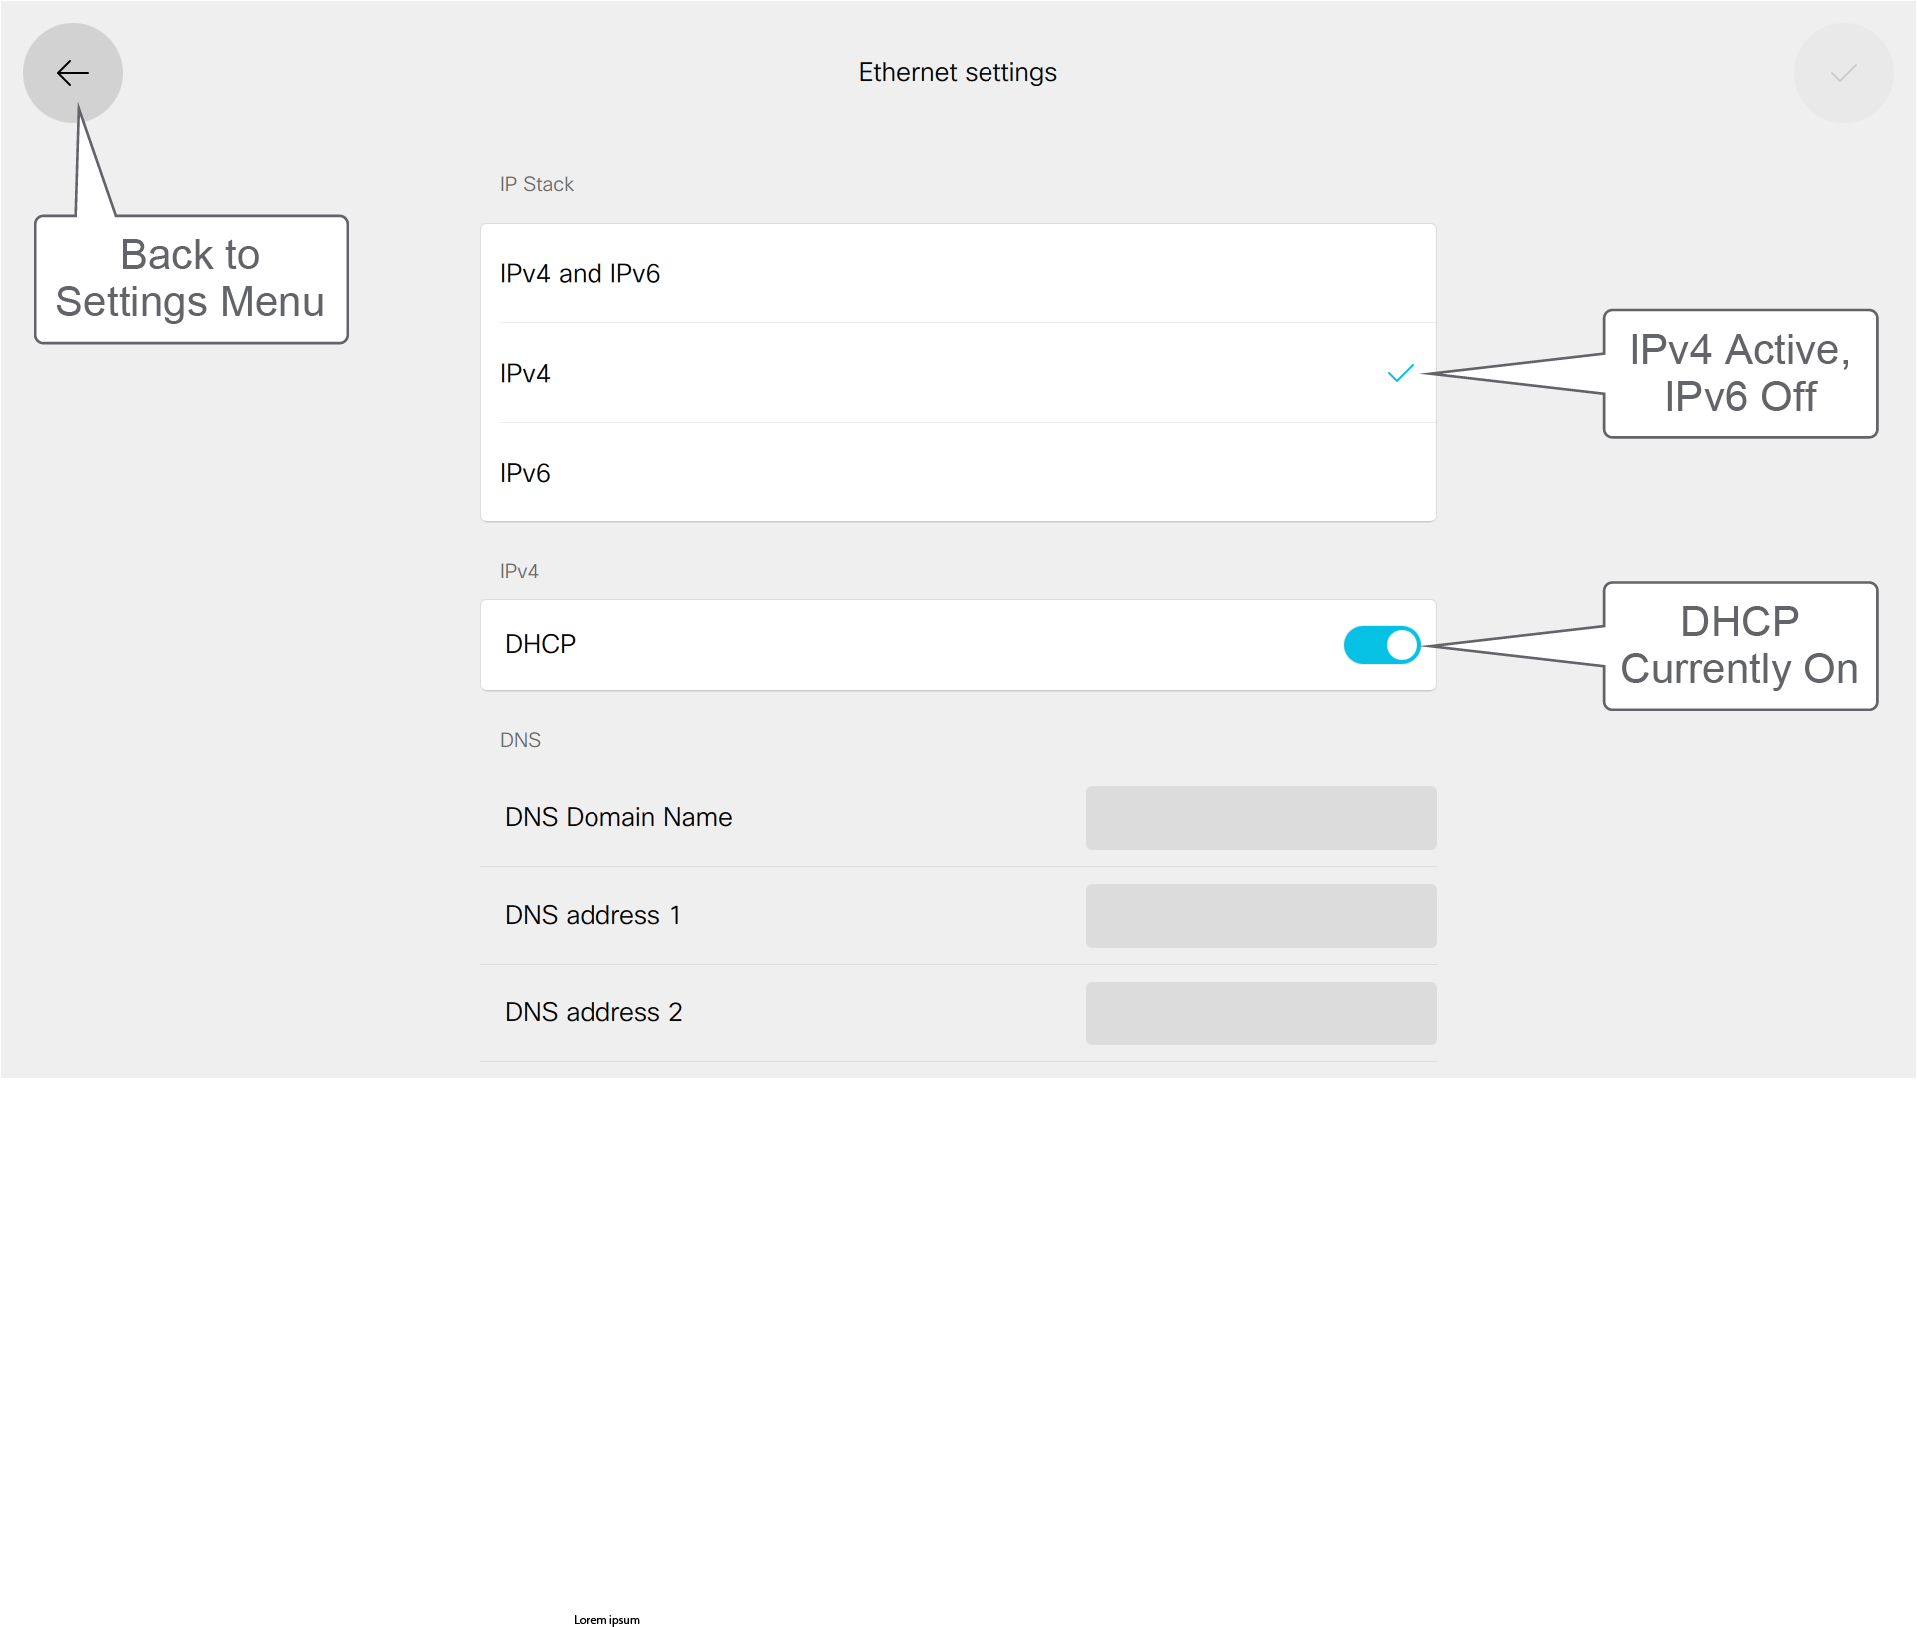 Ethernet settings
Back to
Settings Menu
IP Stack
IPv4 and IPv6
IPv4
IPv4 Active,
IPv6 Off
IPv6
IPv4
DHCP
DHCP
Currently On
DNS
DNS Domain Name
DNS address 1
DNS address 2
Lorem ipsum